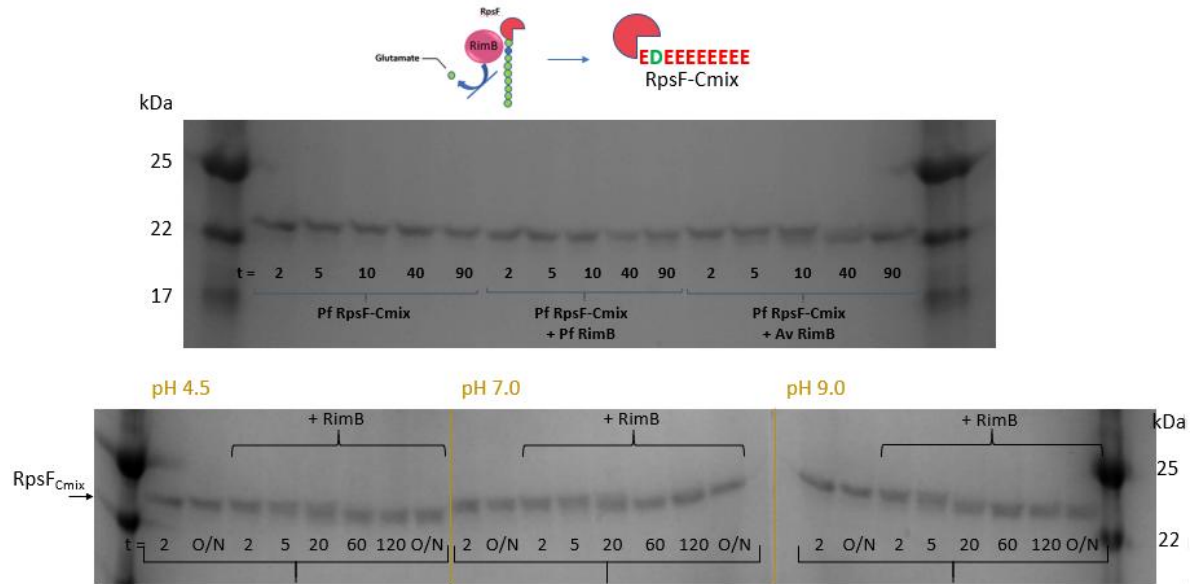 RpsF
RimB
Glutamate
EDEEEEEEEE
RpsF-Cmix
kDa
25
22
17
t = 2 5 10 40 90 2 5 10 40 90 2 5 10 40 90
Pf RpsF-Cmix
Pf RpsF-Cmix
+ Pf RimB
Pf RpsF-Cmix
+ Av RimB
pH 4.5 pH 7.0 pH 9.0
+ RimB + RimB + RimB
kDa
25
RpsFCmix
22
t = 2 O/N 2 5 20 60 120 O/N 2 O/N 2 5 20 60 120 O/N 2 O/N 2 5 20 60 120 O/N